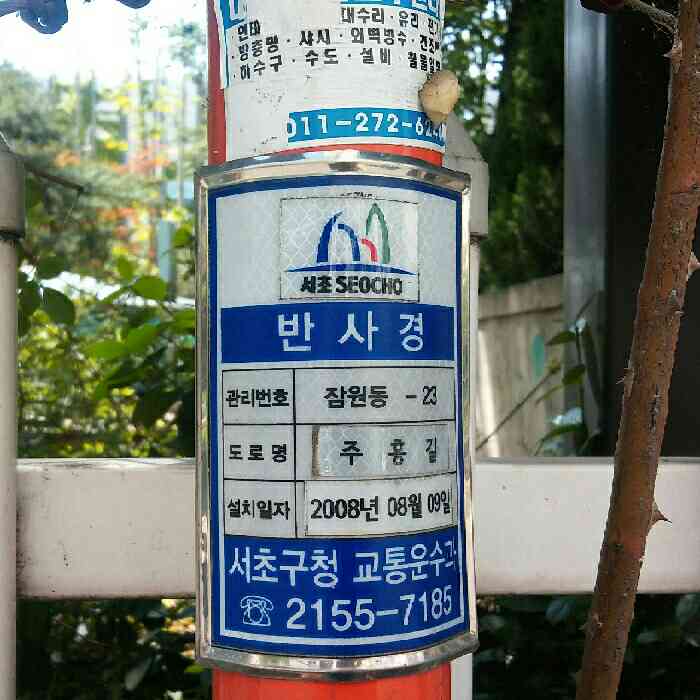 대수리·유리
방충망·샤시·외벽방수·건조
하수구·수도·설비
011-272-62
서초 SEOCHO
반사경
관리번호 잠원동 - 23
도로명 주흥길
설치일자 2008년 08월 09일
서초구청 교통운수과
☏ 2155-7185